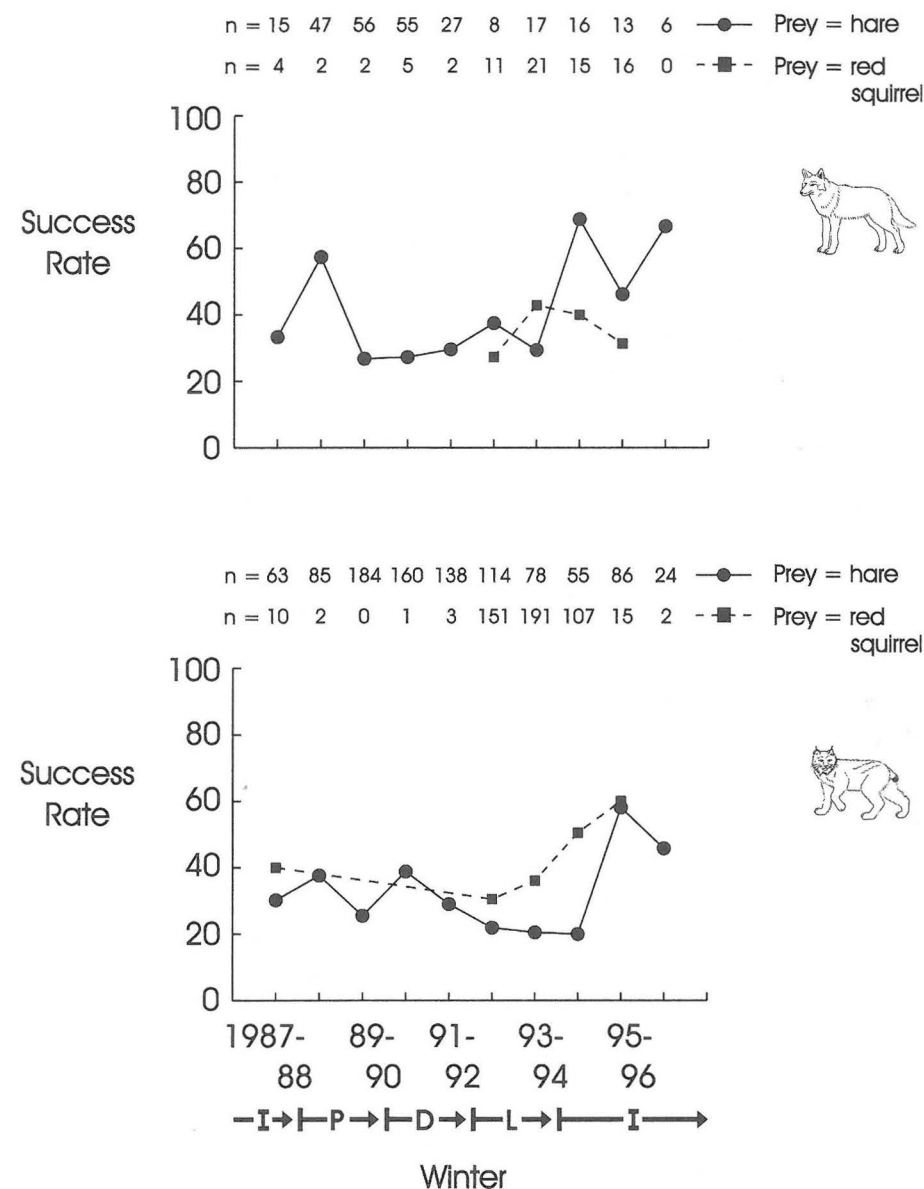 n = 15 47 56 55 27 8 17 16 13 6 Prey = hare
n = 4 2 2 5 2 11 21 15 16 0 Prey = red
squirrel
100
80
Success
60
Rate
40
20
0
n = 63 85 184 160 138 114 78 55 86 24 Prey = hare
n = 10 2 0 1 3 151 191 107 15 2 Prey = red
squirrel
100
80
Success
60
Rate
40
20
0
1987- 89- 91- 93- 95-
88 90 92 94 96
I P D L I
Winter